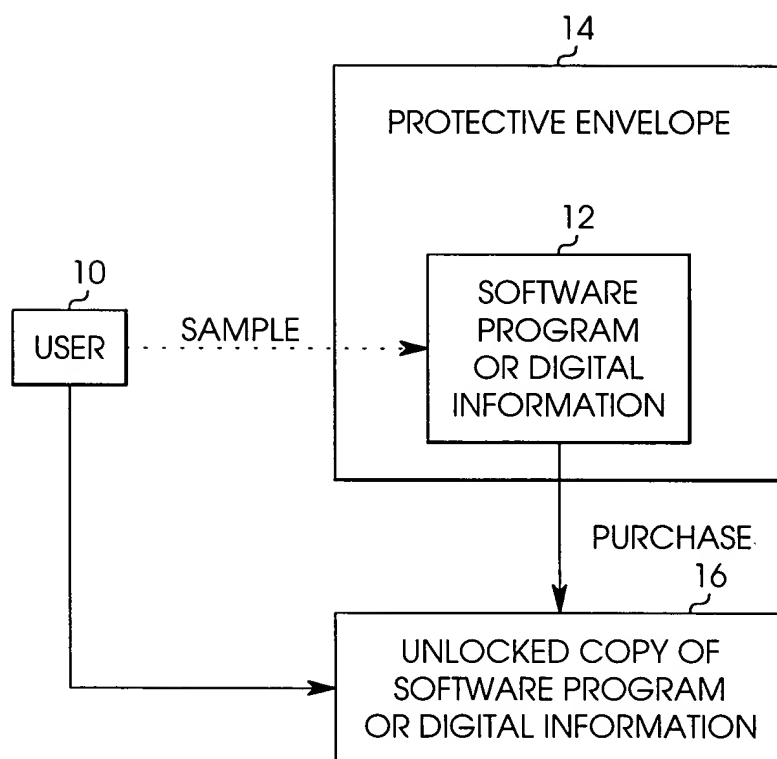 14
PROTECTIVE ENVELOPE
12
SOFTWARE
PROGRAM
OR DIGITAL
INFORMATION
10
USER
SAMPLE
PURCHASE
16
UNLOCKED COPY OF
SOFTWARE PROGRAM
OR DIGITAL INFORMATION